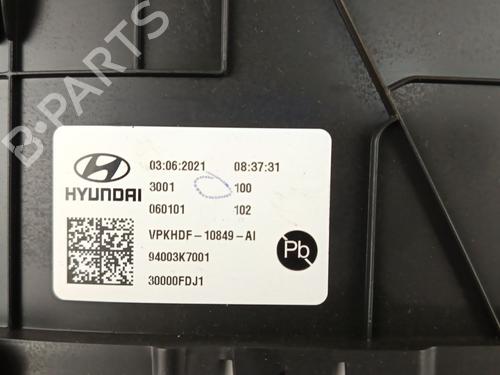 B-PARTS
HYUNDAI
03:06:2021 08:37:31
3001 100
060101 102
VPKHDF-10849-AI
94003K7001
30000FDJ1
Pb